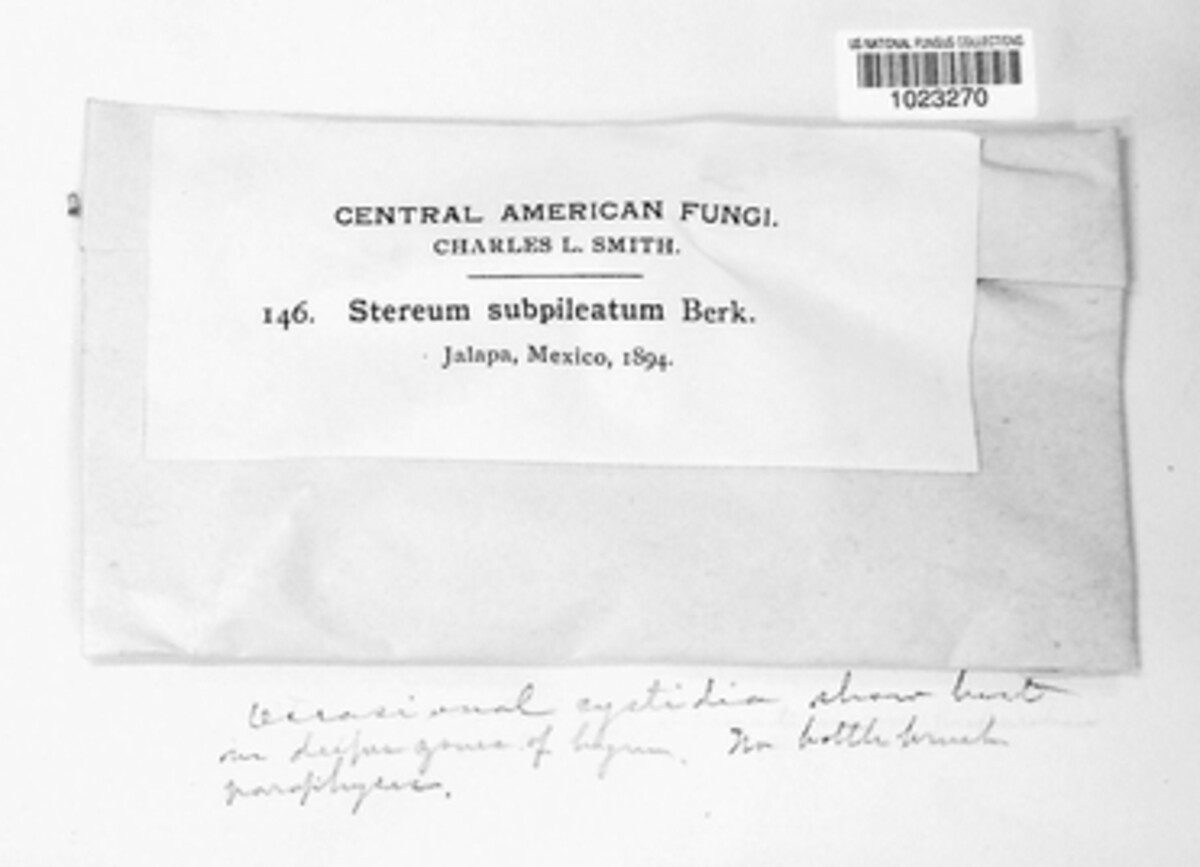 US NATIONAL FUNGUS COLLECTIONS
1023270
CENTRAL AMERICAN FUNGI.
CHARLES L. SMITH.
146. Stereum subpileatum Berk.
Jalapa, Mexico, 1894.
Occasional cystidia show best
in deeper zones of hymen. No bottle brush
paraphyses.